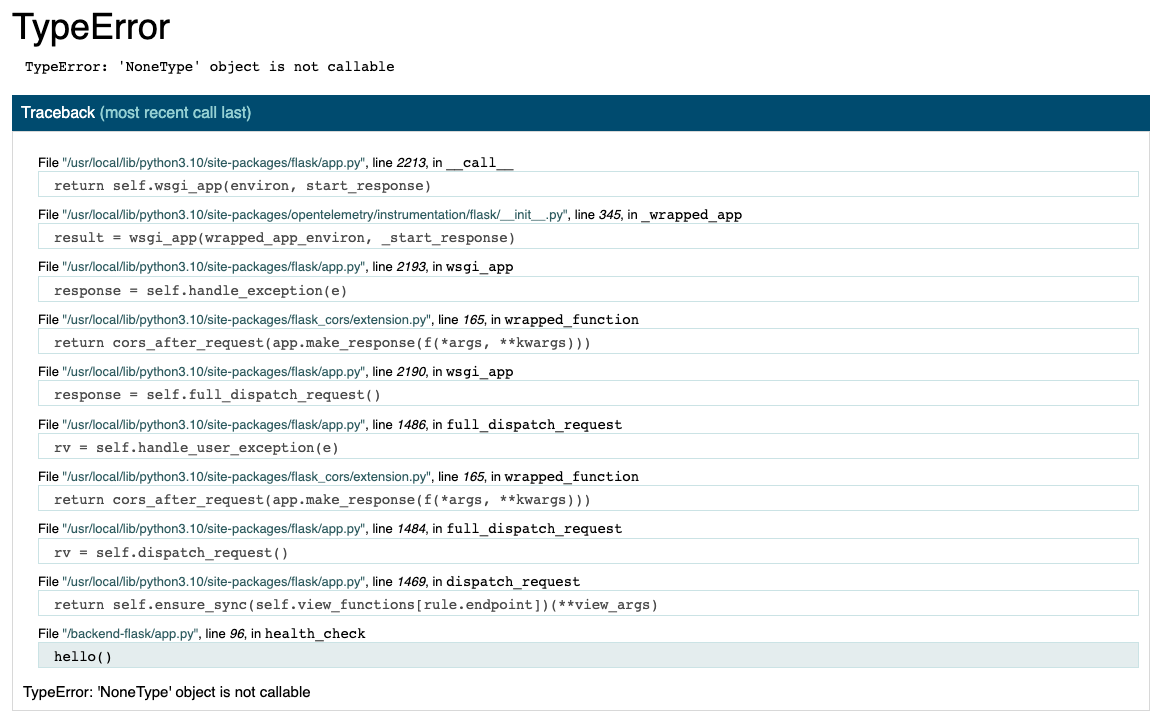 TypeError
TypeError: 'NoneType' object is not callable
Traceback (most recent call last)
File "/usr/local/lib/python3.10/site-packages/flask/app.py", line 2213, in __call__
return self.wsgi_app(environ, start_response)
File "/usr/local/lib/python3.10/site-packages/opentelemetry/instrumentation/flask/__init__.py", line 345, in _wrapped_app
result = wsgi_app(wrapped_app_environ, _start_response)
File "/usr/local/lib/python3.10/site-packages/flask/app.py", line 2193, in wsgi_app
response = self.handle_exception(e)
File "/usr/local/lib/python3.10/site-packages/flask_cors/extension.py", line 165, in wrapped_function
return cors_after_request(app.make_response(f(*args, **kwargs)))
File "/usr/local/lib/python3.10/site-packages/flask/app.py", line 2190, in wsgi_app
response = self.full_dispatch_request()
File "/usr/local/lib/python3.10/site-packages/flask/app.py", line 1486, in full_dispatch_request
rv = self.handle_user_exception(e)
File "/usr/local/lib/python3.10/site-packages/flask_cors/extension.py", line 165, in wrapped_function
return cors_after_request(app.make_response(f(*args, **kwargs)))
File "/usr/local/lib/python3.10/site-packages/flask/app.py", line 1484, in full_dispatch_request
rv = self.dispatch_request()
File "/usr/local/lib/python3.10/site-packages/flask/app.py", line 1469, in dispatch_request
return self.ensure_sync(self.view_functions[rule.endpoint])(**view_args)
File "/backend-flask/app.py", line 96, in health_check
hello()
TypeError: 'NoneType' object is not callable